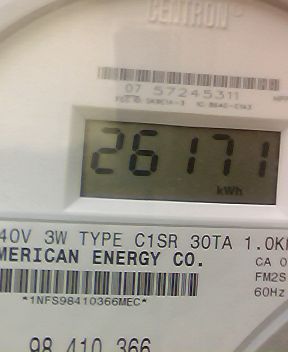 CENTRON®
07 57245311
26171
kWh
40V 3W TYPE C1SR 30TA 1.0K
MERICAN ENERGY CO.
CA 0
FM2S
60Hz
*1NFS98410366MEC*
98 410 366